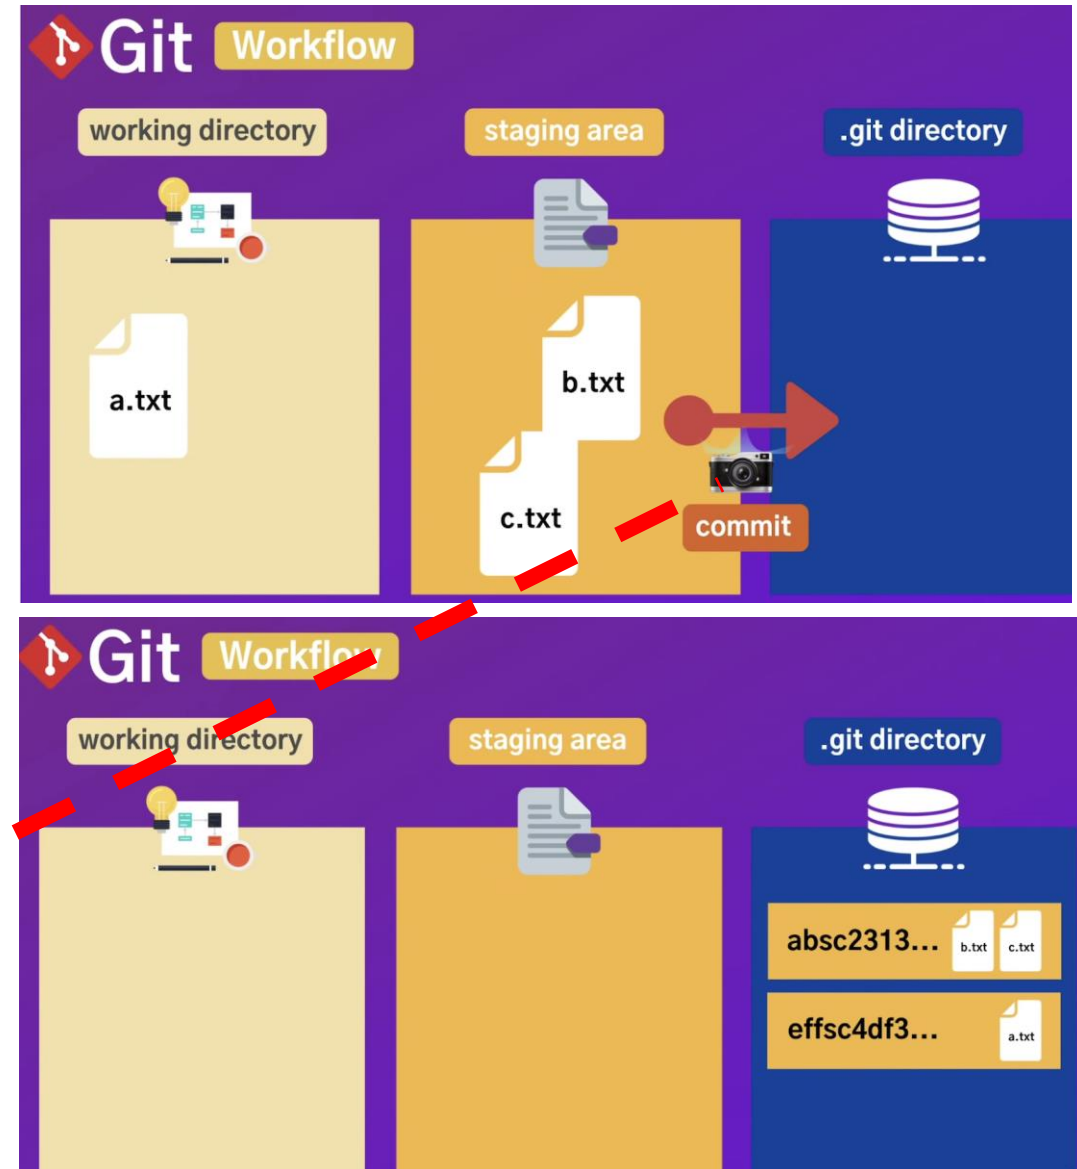 Git Workflow
working directory
staging area
.git directory
a.txt
b.txt
c.txt
commit
Git Workflow
working directory
staging area
.git directory
absc2313... b.txt c.txt
effsc4df3... a.txt